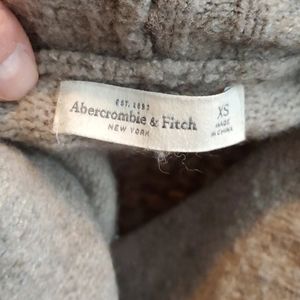 EST. 1892
Abercrombie & Fitch
NEW YORK
XS
MADE
IN CHINA